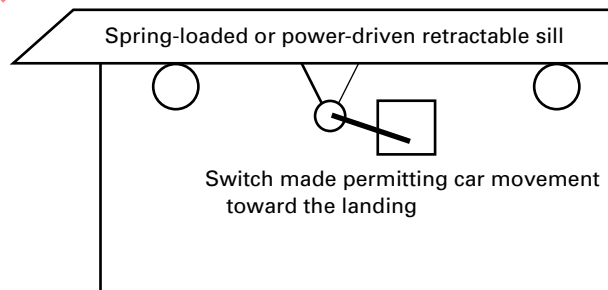 Spring-loaded or power-driven retractable sill
Switch made permitting car movement
toward the landing